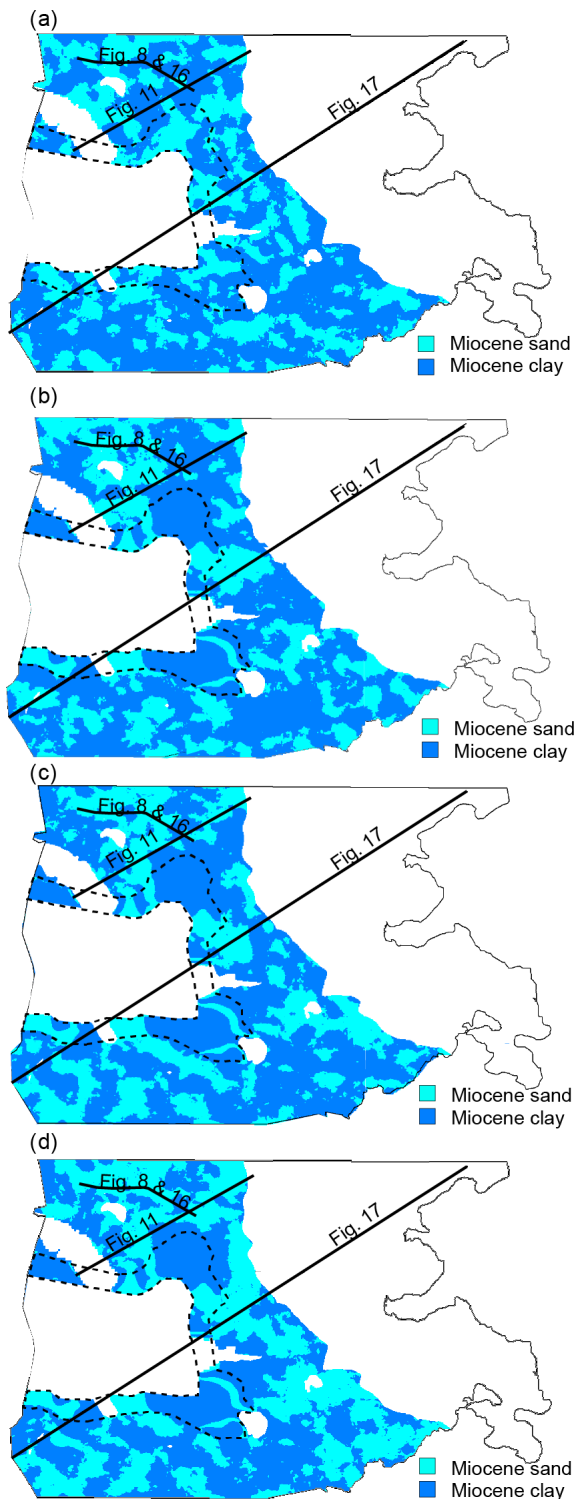 (a)
Fig. 8 & 16
Fig. 11
Fig. 17
Miocene sand
Miocene clay
(b)
Fig. 8 & 16
Fig. 11
Fig. 17
Miocene sand
Miocene clay
(c)
Fig. 8 & 16
Fig. 11
Fig. 17
Miocene sand
Miocene clay
(d)
Fig. 8 & 16
Fig. 11
Fig. 17
Miocene sand
Miocene clay